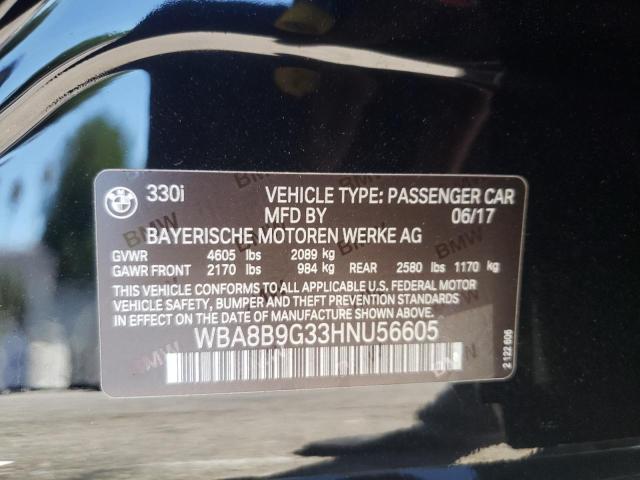 330i VEHICLE TYPE: PASSENGER CAR
MFD BY 06/17
BAYERISCHE MOTOREN WERKE AG
GVWR 4605 lbs 2089 kg
GAWR FRONT 2170 lbs 984 kg REAR 2580 lbs 1170 kg
THIS VEHICLE CONFORMS TO ALL APPLICABLE U.S. FEDERAL MOTOR
VEHICLE SAFETY, BUMPER AND THEFT PREVENTION STANDARDS
IN EFFECT ON THE DATE OF MANUFACTURE SHOWN ABOVE.
WBA8B9G33HNU56605
2 122 606